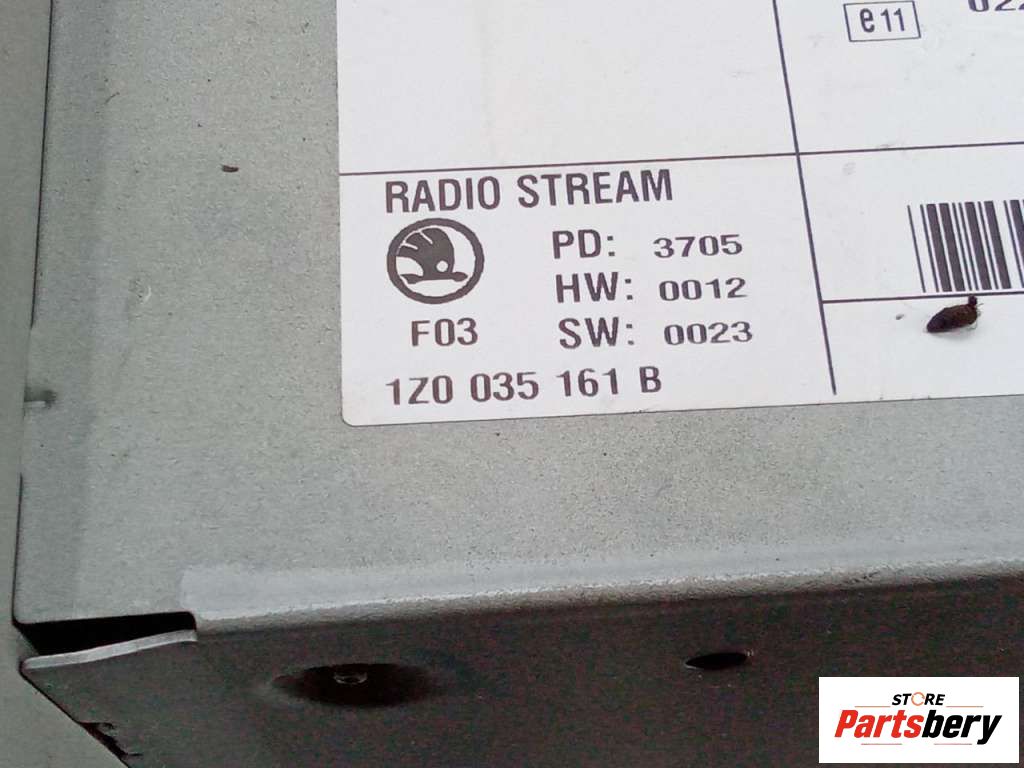 e11
RADIO STREAM
PD: 3705
HW: 0012
F03 SW: 0023
1Z0 035 161 B
STORE
Partsbery